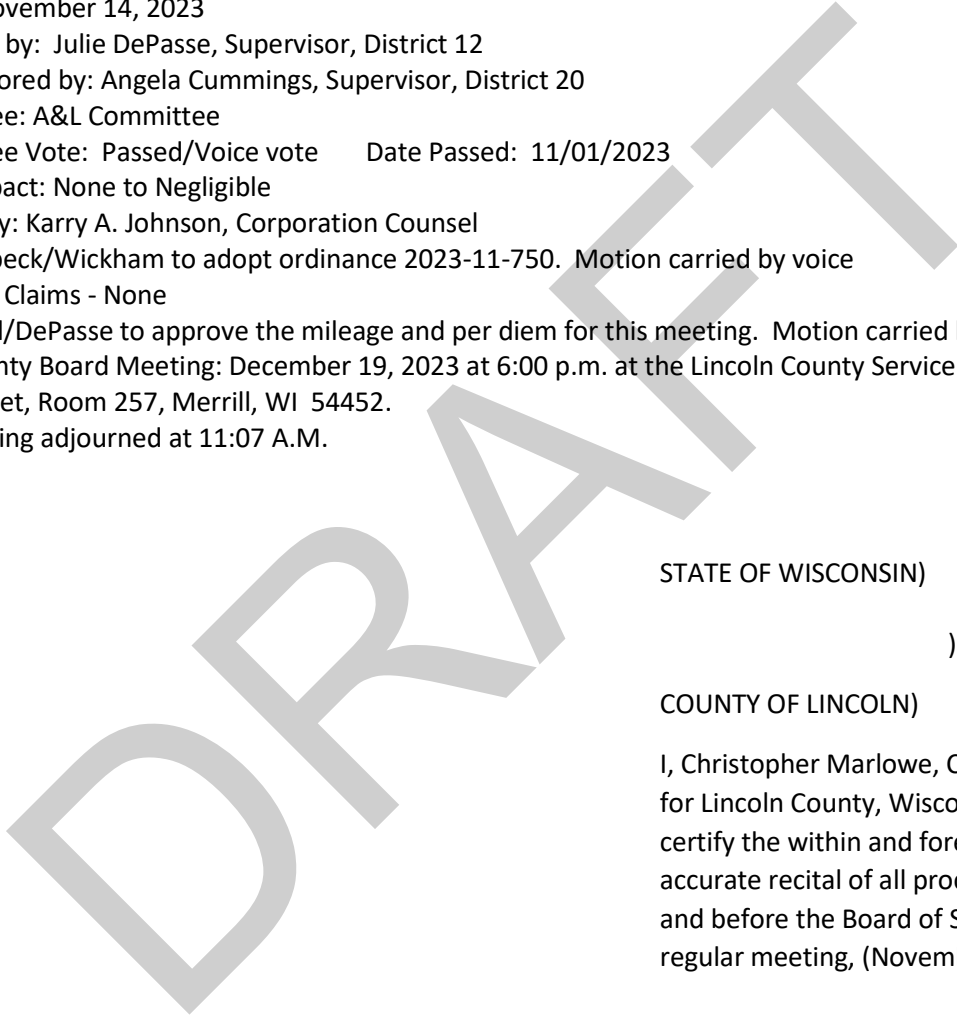 ovember 14, 2023
by: Julie DePasse, Supervisor, District 12
ored by: Angela Cummings, Supervisor, District 20
ee: A&L Committee
ee Vote: Passed/Voice vote Date Passed: 11/01/2023
pact: None to Negligible
y: Karry A. Johnson, Corporation Counsel
beck/Wickham to adopt ordinance 2023-11-750. Motion carried by voice
Claims - None
/DePasse to approve the mileage and per diem for this meeting. Motion carried
nty Board Meeting: December 19, 2023 at 6:00 p.m. at the Lincoln County Service
et, Room 257, Merrill, WI 54452.
ing adjourned at 11:07 A.M.
DRAFT
STATE OF WISCONSIN)
)
COUNTY OF LINCOLN)
I, Christopher Marlowe, C
for Lincoln County, Wisco
certify the within and fore
accurate recital of all proc
and before the Board of S
regular meeting, (Novem